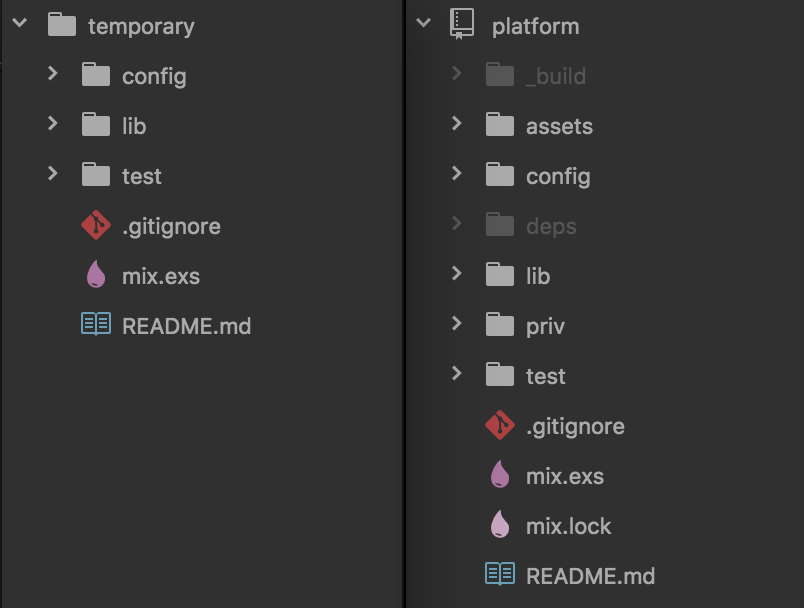 temporary
config
lib
test
.gitignore
mix.exs
README.md
platform
_build
assets
config
deps
lib
priv
test
.gitignore
mix.exs
mix.lock
README.md